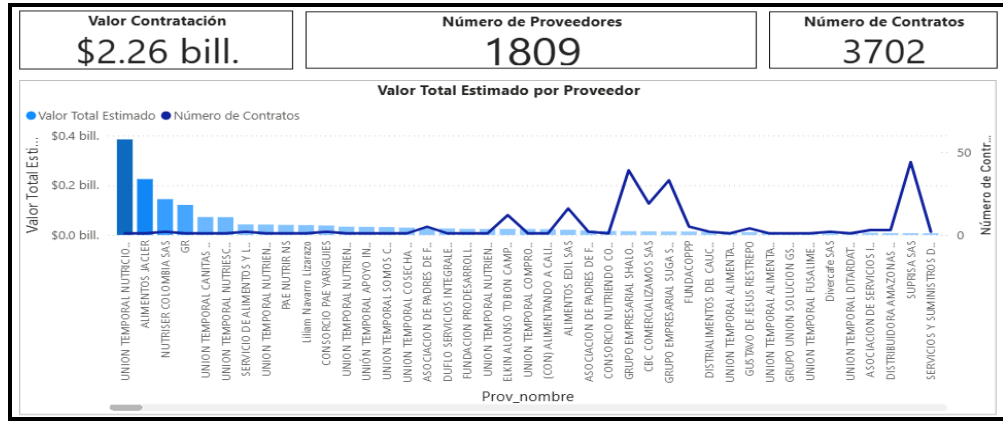 Valor Contratación
$2.26 bill.
Número de Proveedores
1809
Número de Contratos
3702
Valor Total Estimado por Proveedor
Valor Total Estimado
Número de Contratos
Valor Total Esti...
$0.4 bill.
$0.2 bill.
$0.0 bill.
50
0
Número de Contr...
UNION TEMPORAL NUTRICIO...
ALIMENTOS JACLER
NUTRISER COLOMBIA SAS
GR
UNION TEMPORAL CANITAS ...
UNION TEMPORAL NUTRIESC...
SERVICIO DE ALIMENTOS Y L...
UNION TEMPORAL NUTRIEN...
PAE NUTRIR NS
Liliam Navarro Lizarazo
CONSORCIO PAE YARIGUIES
UNION TEMPORAL NUTRIEN...
UNIÓN TEMPORAL APOYO IN...
UNION TEMPORAL SOMOS C...
UNION TEMPORAL COSECHA...
ASOCIACION DE PADRES DE F...
DUFLO SERVICIOS INTEGRALE...
FUNDACION PRODESARROLL...
UNION TEMPORAL NUTRIEN...
ELKIN ALONSO TOBON CAMP...
UNION TEMPORAL COMPRO...
(CON) ALIMENTANDO A CALI...
ALIMENTOS EDIL SAS
ASOCIACION DE PADRES DE F...
CONSORCIO NUTRIENDO CO...
GRUPO EMPRESARIAL SHALO...
CBC COMERCIALIZAMOS SAS
GRUPO EMPRESARIAL SUGA S...
FUNDACOPPP
DISTRIALIMENTOS DEL CAUC...
UNION TEMPORAL ALIMENTA...
GUSTAVO DE JESUS RESTREPO
UNION TEMPORAL ALIMENTA...
GRUPO UNION SOLUCION GS...
UNION TEMPORAL FUSALIME...
Divercafe SAS
UNION TEMPORAL DITARDAT...
ASOCIACION DE SERVICIOS I...
DISTRIBUIDORA AMAZONAS ...
SUPRISA SAS
SERVICIOS Y SUMINISTROS D...
Prov_nombre